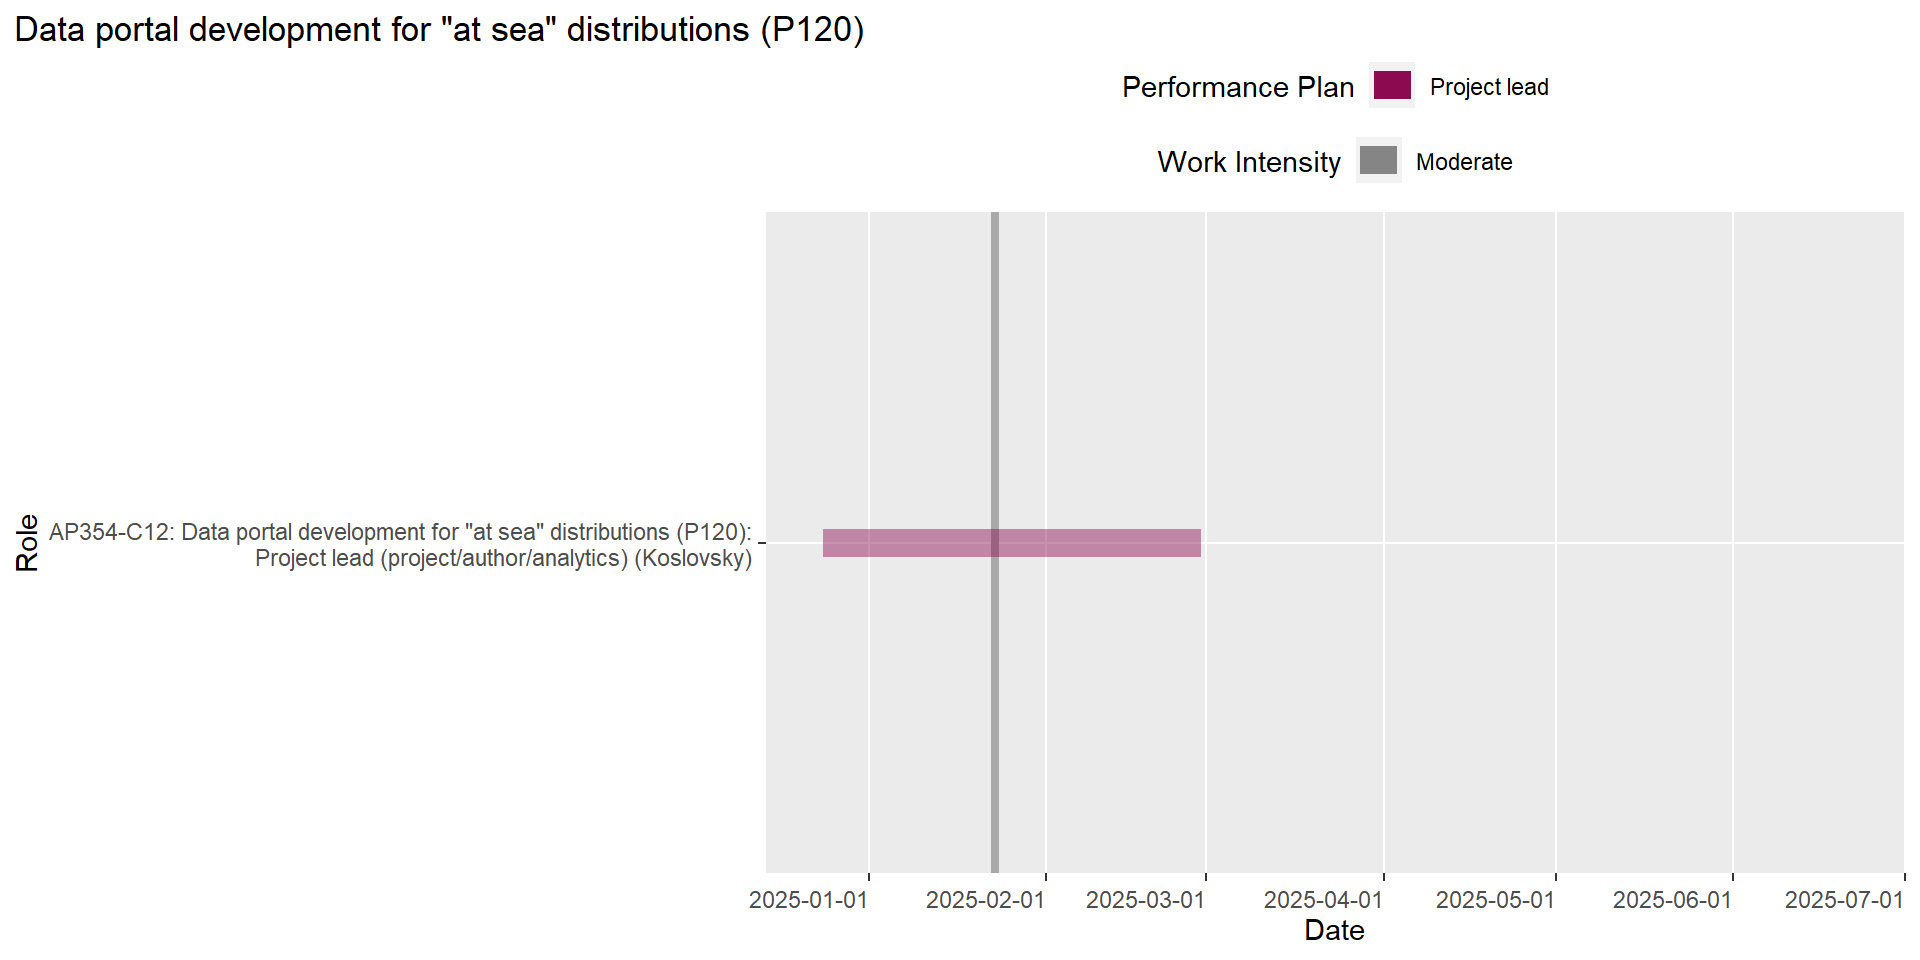 Data portal development for "at sea" distributions (P120)
Performance Plan Project lead
Work Intensity Moderate
Role
AP354-C12: Data portal development for "at sea" distributions (P120):
Project lead (project/author/analytics) (Koslovsky)
2025-01-01 2025-02-01 2025-03-01 2025-04-01 2025-05-01 2025-06-01 2025-07-01
Date